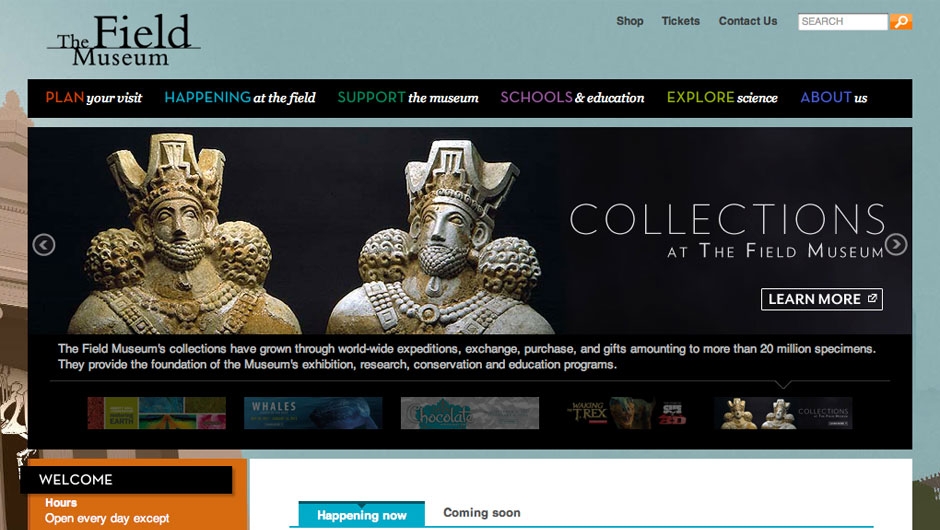 The Field
Museum
Shop Tickets Contact Us SEARCH
PLAN your visit HAPPENING at the field SUPPORT the museum SCHOOLS & education EXPLORE science ABOUT us
COLLECTIONS
AT THE FIELD MUSEUM
LEARN MORE
The Field Museum's collections have grown through world-wide expeditions, exchange, purchase, and gifts amounting to more than 20 million specimens.
They provide the foundation of the Museum's exhibition, research, conservation and education programs.
EARTH
WHALES
Chocolate
WAKING
T.REX
3D
COLLECTIONS
AT THE FIELD MUSEUM
WELCOME
Hours
Open every day except
Happening now Coming soon